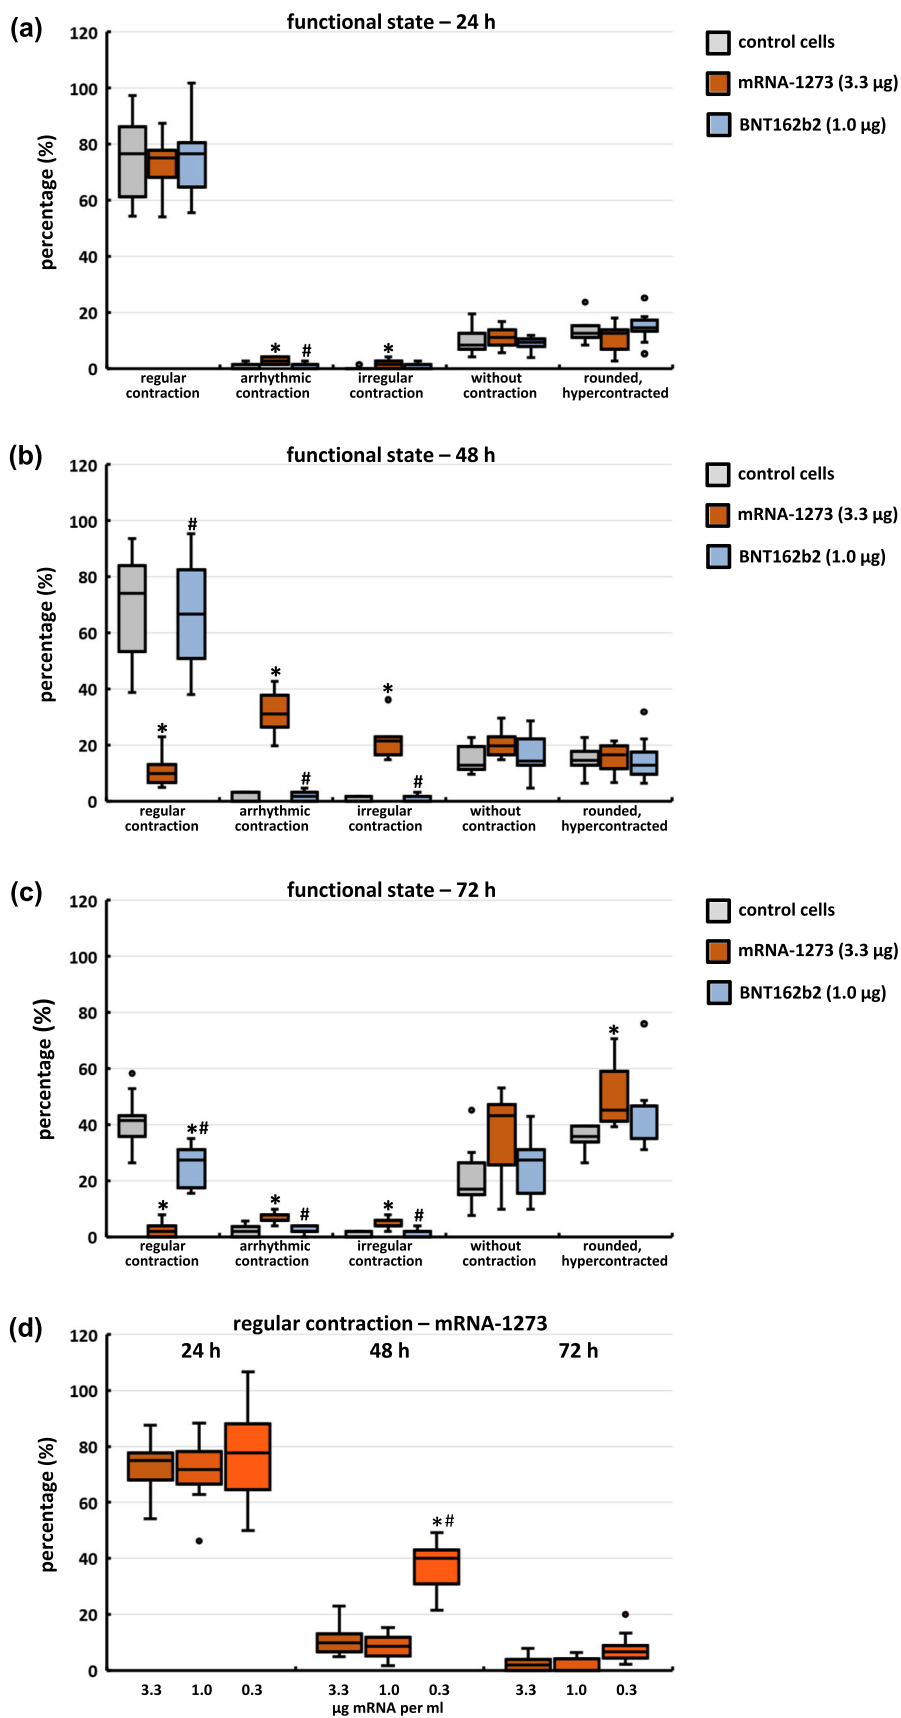 (a)
functional state – 24 h
120
100
80
60
40
20
0
percentage (%)
* # *
regular contraction
arrhythmic contraction
irregular contraction
without contraction
rounded, hypercontracted
control cells
mRNA-1273 (3.3 µg)
BNT162b2 (1.0 µg)
(b)
functional state – 48 h
120
100
80
60
40
20
0
percentage (%)
#
* * *
# #
regular contraction
arrhythmic contraction
irregular contraction
without contraction
rounded, hypercontracted
control cells
mRNA-1273 (3.3 µg)
BNT162b2 (1.0 µg)
(c)
functional state – 72 h
120
100
80
60
40
20
0
percentage (%)
*
*#
* * # * #
regular contraction
arrhythmic contraction
irregular contraction
without contraction
rounded, hypercontracted
control cells
mRNA-1273 (3.3 µg)
BNT162b2 (1.0 µg)
(d)
regular contraction – mRNA-1273
24 h 48 h 72 h
120
100
80
60
40
20
0
percentage (%)
*#
3.3 1.0 0.3 3.3 1.0 0.3 3.3 1.0 0.3
µg mRNA per ml